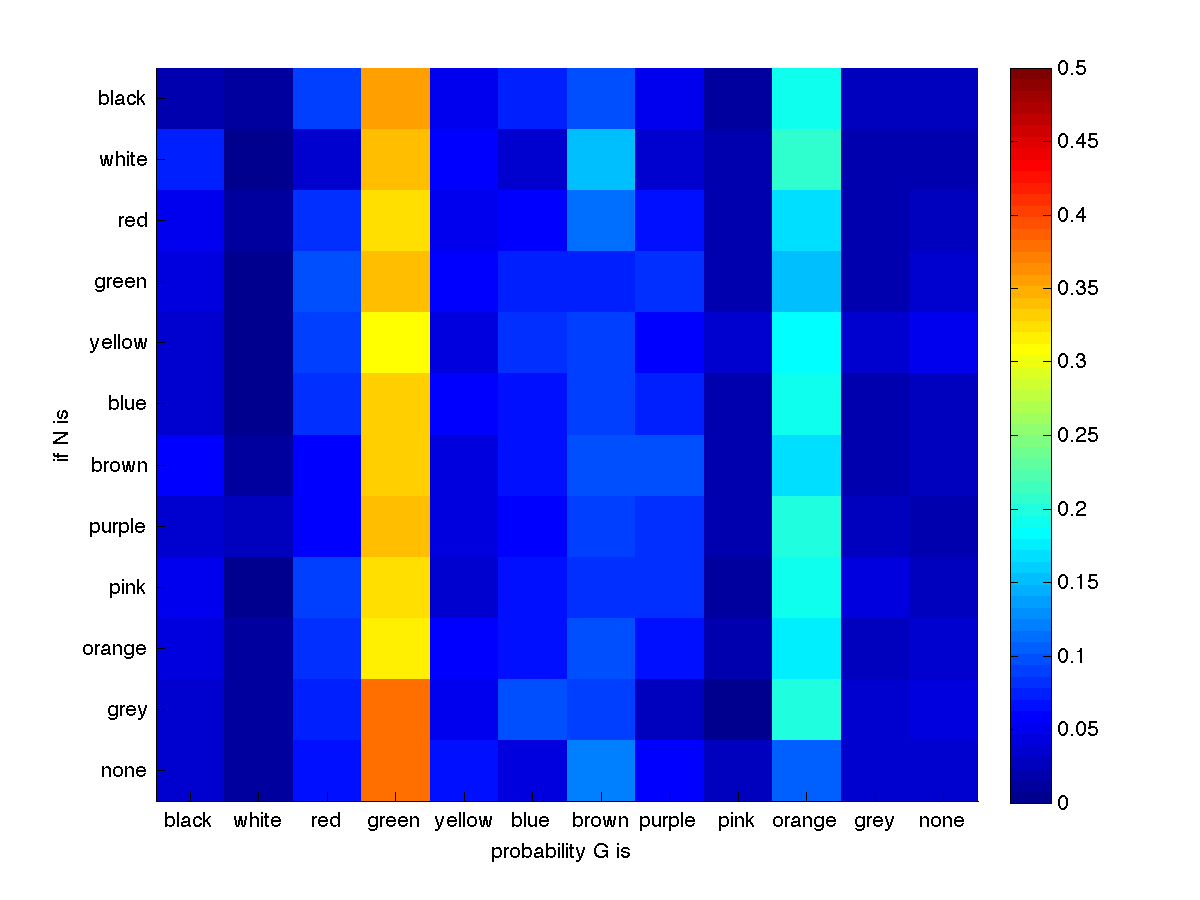 if N is
black
white
red
green
yellow
blue
brown
purple
pink
orange
grey
none
black white red green yellow blue brown purple pink orange grey none
probability G is
0.5
0.45
0.4
0.35
0.3
0.25
0.2
0.15
0.1
0.05
0